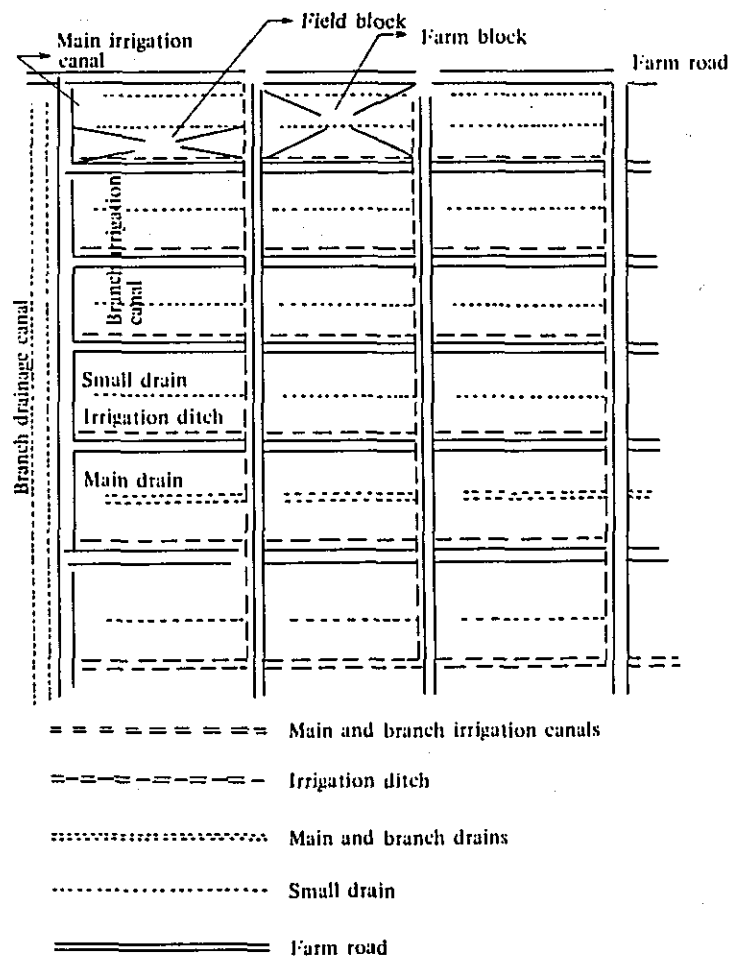 Field block
Main irrigation
canal
Farm block
Farm road
Branch drainage canal
Branch irrigation
canal
Small drain
Irrigation ditch
Main drain
Main and branch irrigation canals
Irrigation ditch
Main and branch drains
Small drain
Farm road